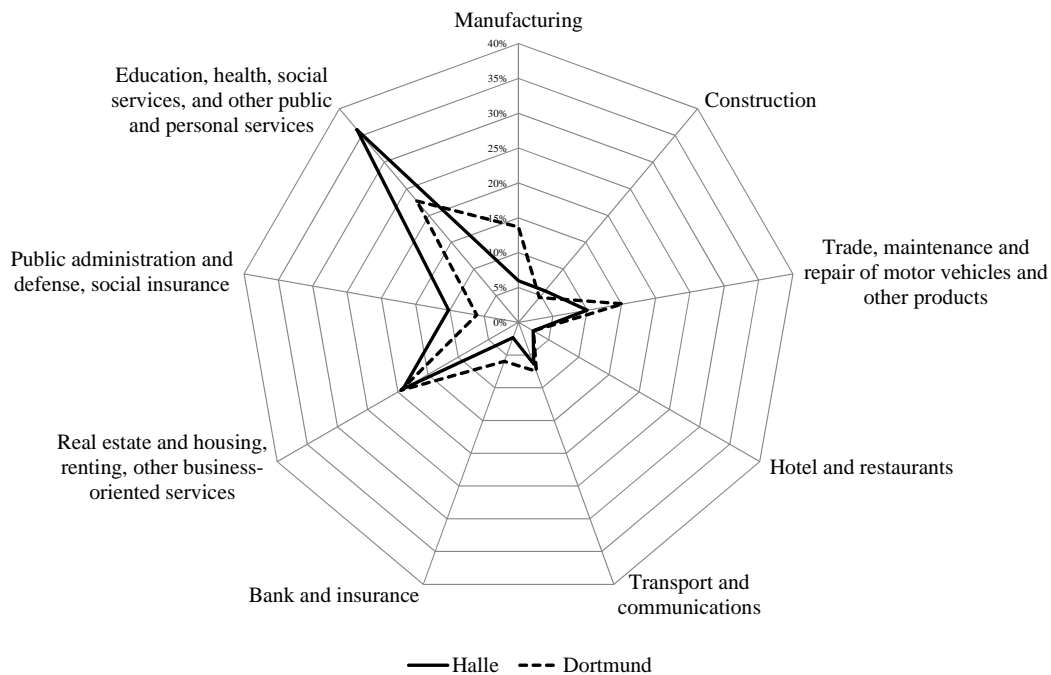 Manufacturing
40%
35%
30%
25%
20%
15%
10%
5%
0%
Education, health, social
services, and other public
and personal services
Construction
Public administration and
defense, social insurance
Trade, maintenance and
repair of motor vehicles and
other products
Real estate and housing,
renting, other business-
oriented services
Hotel and restaurants
Bank and insurance
Transport and
communications
Halle
Dortmund